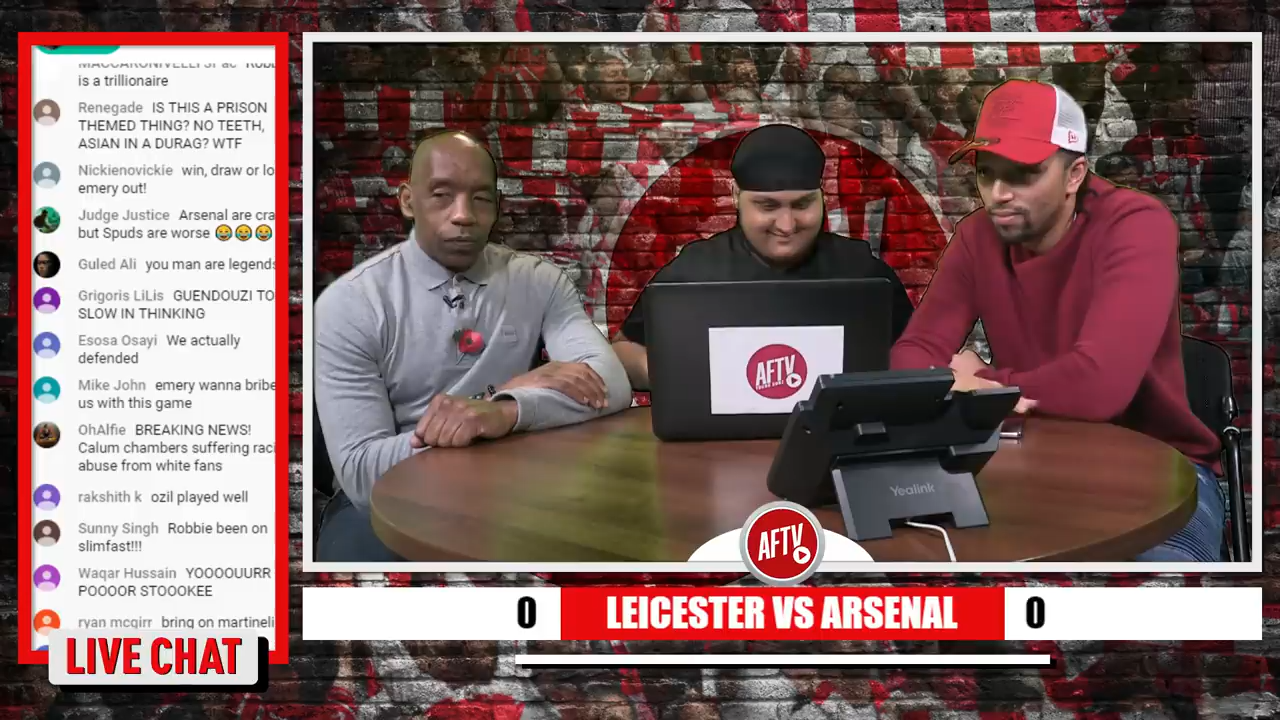 is a trillionaire
Renegade IS THIS A PRISON
THEMED THING? NO TEETH,
ASIAN IN A DURAG? WTF
Nickienovickie win, draw or lo
emery out!
Judge Justice Arsenal are cra
but Spuds are worse 😂😂😂
Guled Ali you man are legends
Grigoris LiLis GUENDOUZI TO
SLOW IN THINKING
Esosa Osayi We actually
defended
Mike John emery wanna bribe
us with this game
OhAlfie BREAKING NEWS!
Calum chambers suffering raci
abuse from white fans
rakshith k ozil played well
Sunny Singh Robbie been on
slimfast!!!
Waqar Hussain YOOOOUURR
POOOOR STOOOKEE
ryan mcgirr bring on martineli
LIVE CHAT
AFTV
Yealink
AFTV
0 LEICESTER VS ARSENAL 0